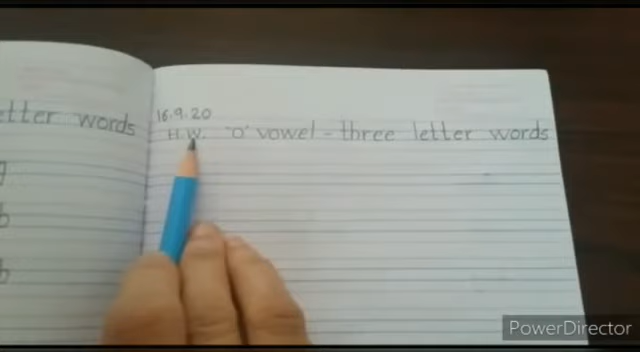 etter words
16.9.20
H.W. 'o' vowel - three letter words
g
b
b
PowerDirector